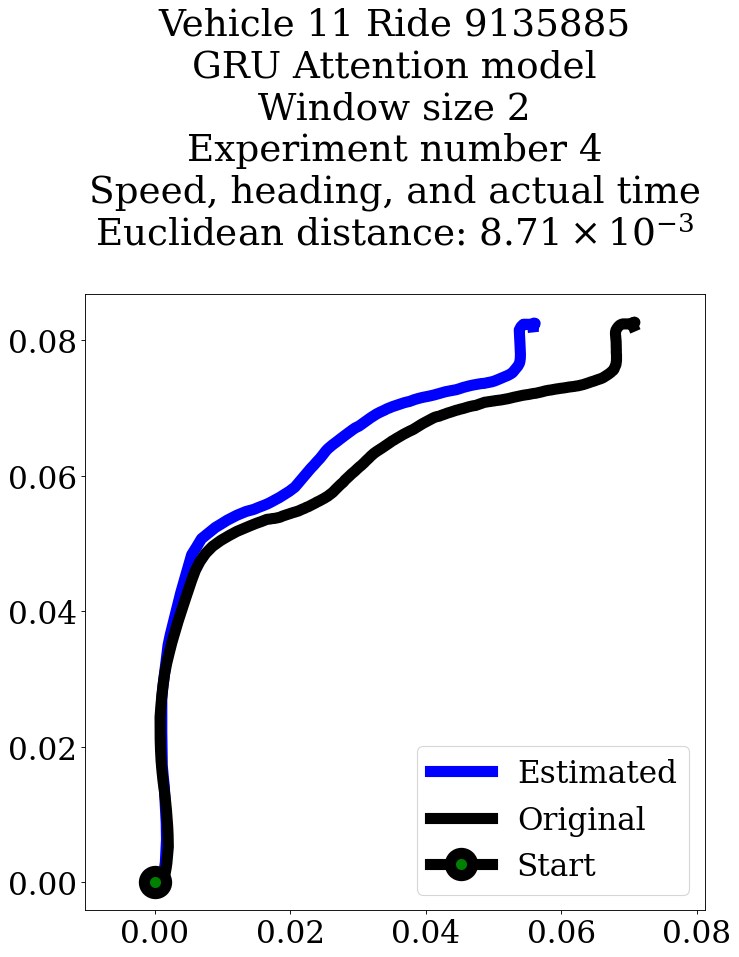 Vehicle 11 Ride 9135885
GRU Attention model
Window size 2
Experiment number 4
Speed, heading, and actual time
Euclidean distance: 8.71 × 10⁻³
0.08
0.06
0.04
0.02
0.00
Estimated
Original
Start
0.00 0.02 0.04 0.06 0.08